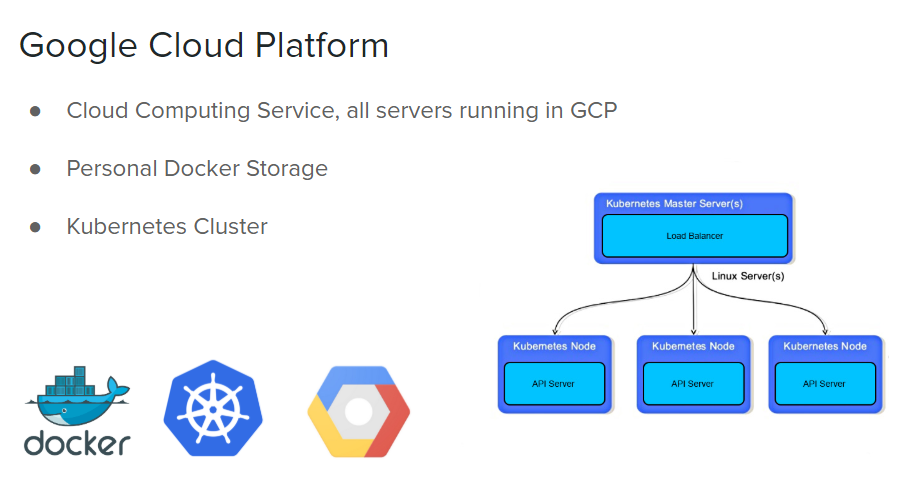 Google Cloud Platform
● Cloud Computing Service, all servers running in GCP
● Personal Docker Storage
● Kubernetes Cluster
Kubernetes Master Server(s)
Load Balancer
Linux Server(s)
Kubernetes Node
API Server
Kubernetes Node
API Server
Kubernetes Node
API Server
docker